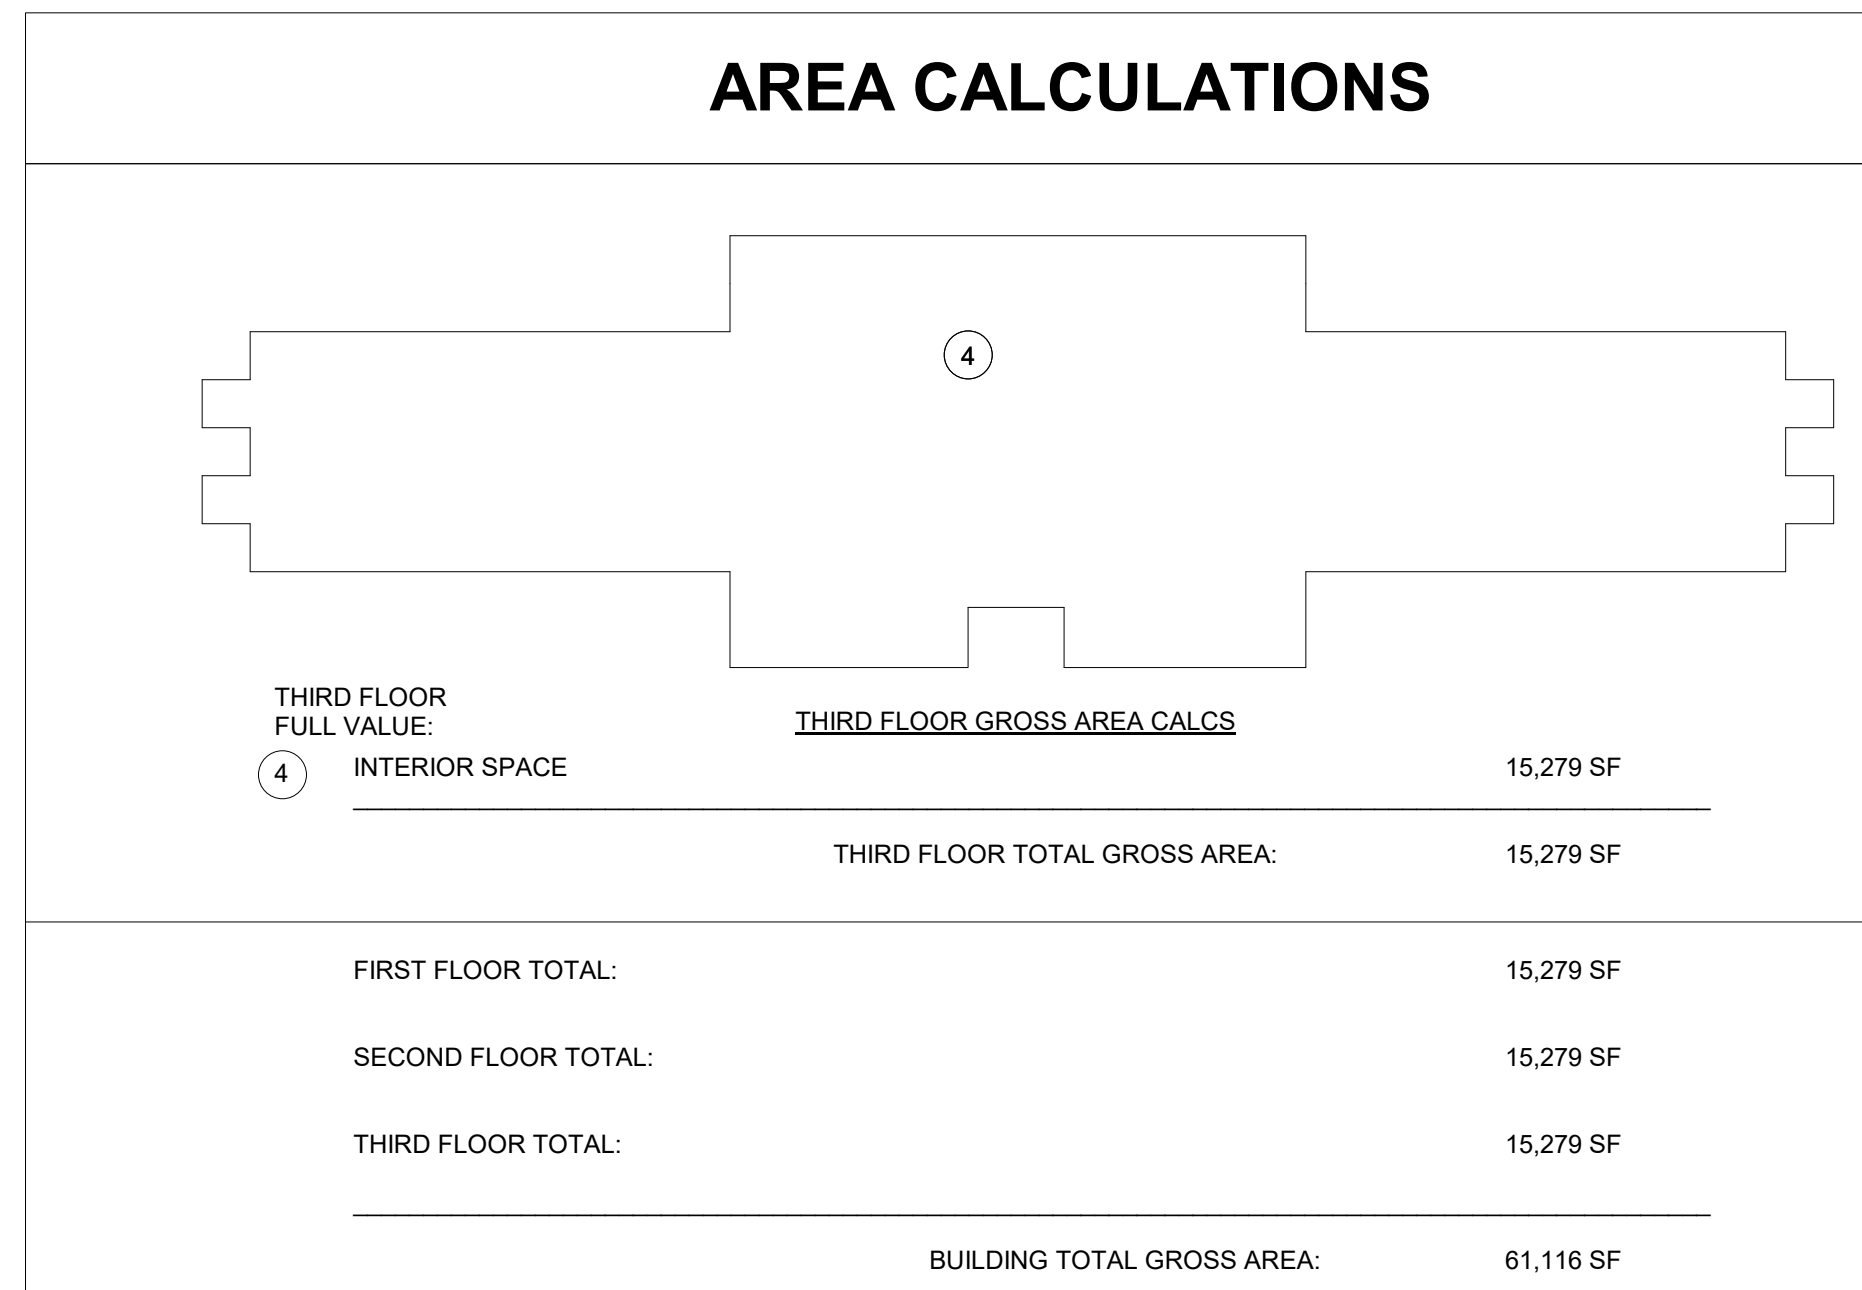 AREA CALCULATIONS
4
THIRD FLOOR
FULL VALUE:
THIRD FLOOR GROSS AREA CALCS
4 INTERIOR SPACE 15,279 SF
THIRD FLOOR TOTAL GROSS AREA: 15,279 SF
FIRST FLOOR TOTAL: 15,279 SF
SECOND FLOOR TOTAL: 15,279 SF
THIRD FLOOR TOTAL: 15,279 SF
BUILDING TOTAL GROSS AREA: 61,116 SF